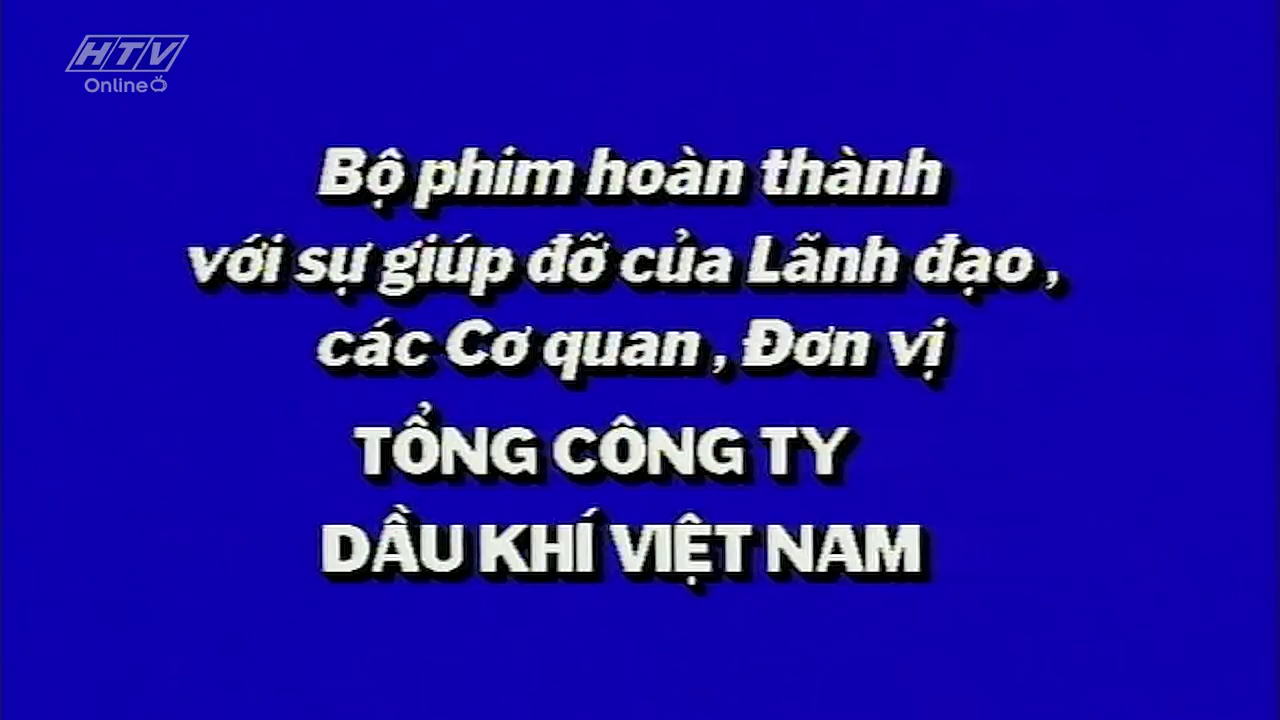 HTV
Online
Bộ phim hoàn thành
với sự giúp đỡ của Lãnh đạo ,
các Cơ quan , Đơn vị
TỔNG CÔNG TY
DẦU KHÍ VIỆT NAM